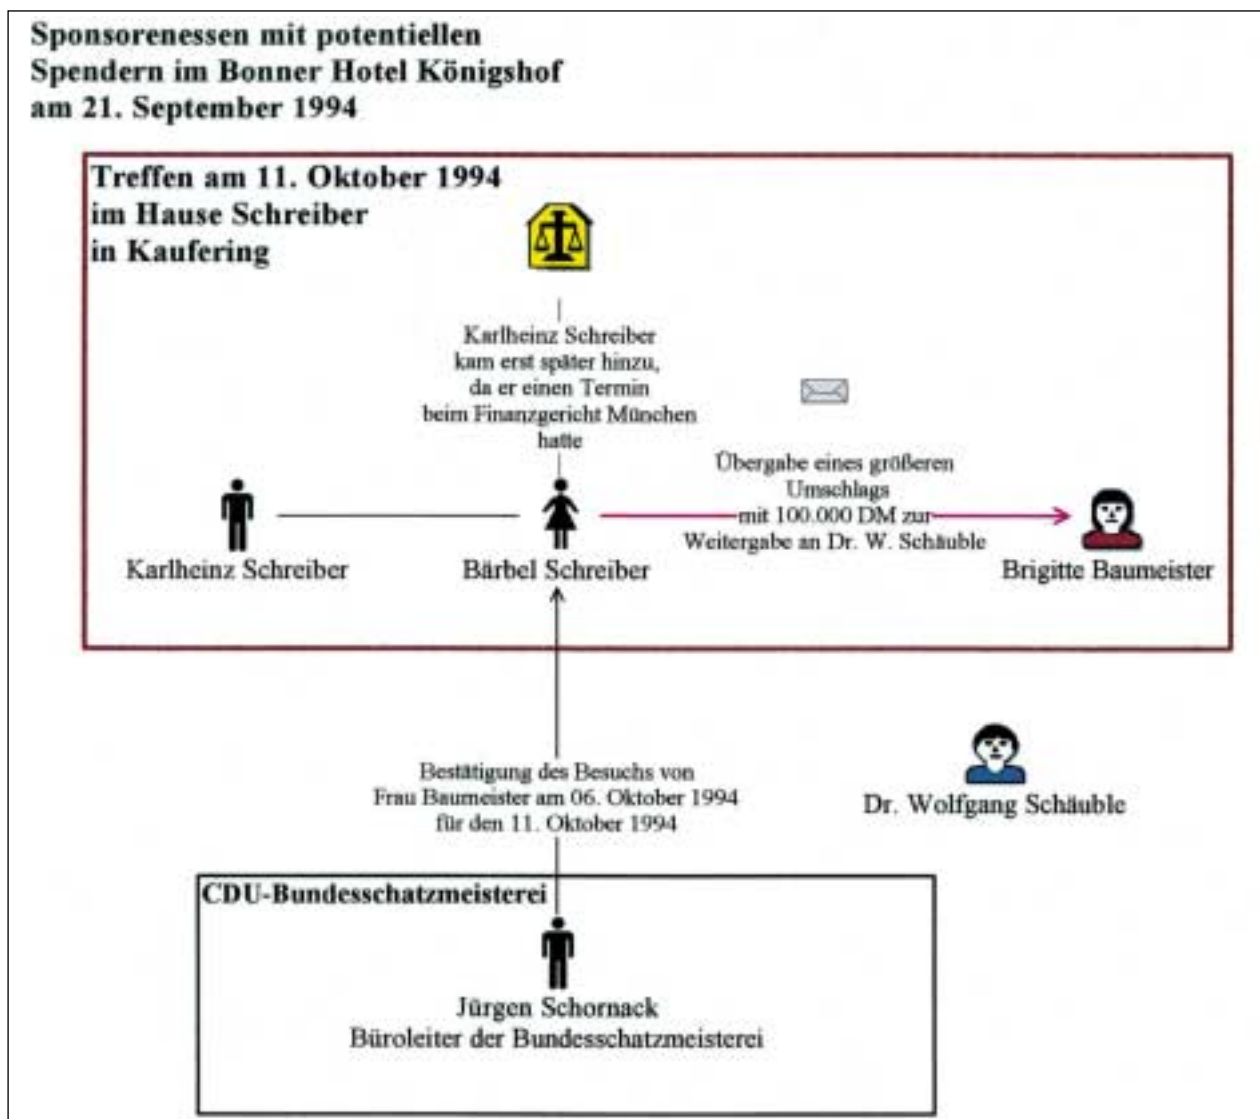 Sponsorenessen mit potentiellen
Spendern im Bonner Hotel Königshof
am 21. September 1994
Treffen am 11. Oktober 1994
im Hause Schreiber
in Kaufering
Karlheinz Schreiber
kam erst später hinzu,
da er einen Termin
beim Finanzgericht München
hatte
Übergabe eines größeren
Umschlags
mit 100.000 DM zur
Weitergabe an Dr. W. Schäuble
Karlheinz Schreiber
Bärbel Schreiber
Brigitte Baumeister
Bestätigung des Besuchs von
Frau Baumeister am 06. Oktober 1994
für den 11. Oktober 1994
Dr. Wolfgang Schäuble
CDU-Bundesschatzmeisterei
Jürgen Schornack
Büroleiter der Bundesschatzmeisterei